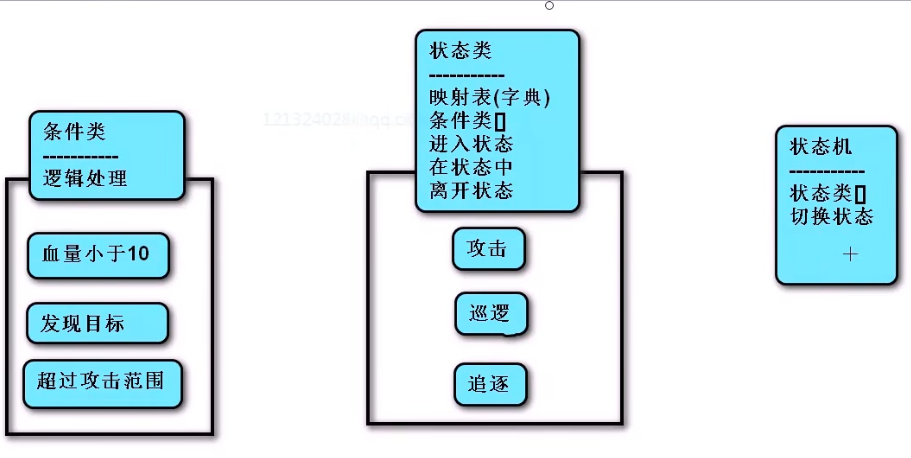 条件类
-----------
逻辑处理
血量小于10
发现目标
超过攻击范围
状态类
-----------
映射表(字典)
条件类[]
进入状态
在状态中
离开状态
攻击
巡逻
追逐
状态机
-----------
状态类[]
切换状态